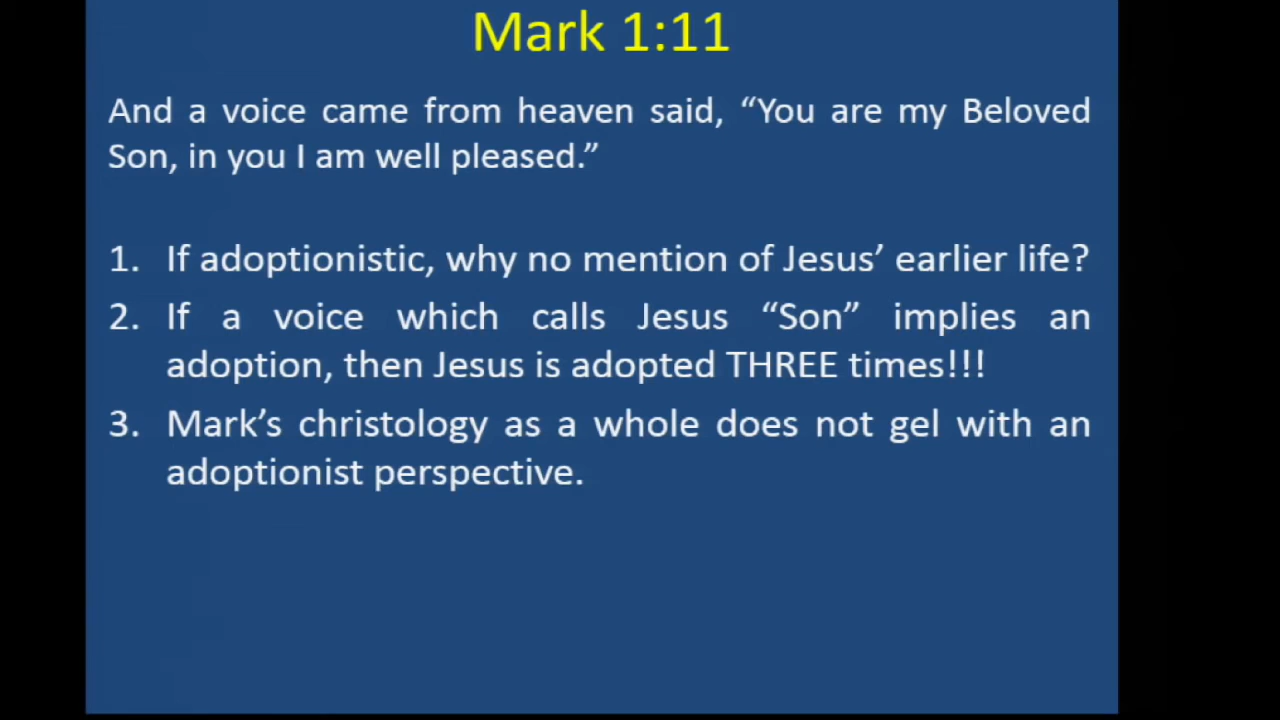 Mark 1:11
And a voice came from heaven said, “You are my Beloved
Son, in you I am well pleased.”
1. If adoptionistic, why no mention of Jesus’ earlier life?
2. If a voice which calls Jesus “Son” implies an
adoption, then Jesus is adopted THREE times!!!
3. Mark’s christology as a whole does not gel with an
adoptionist perspective.